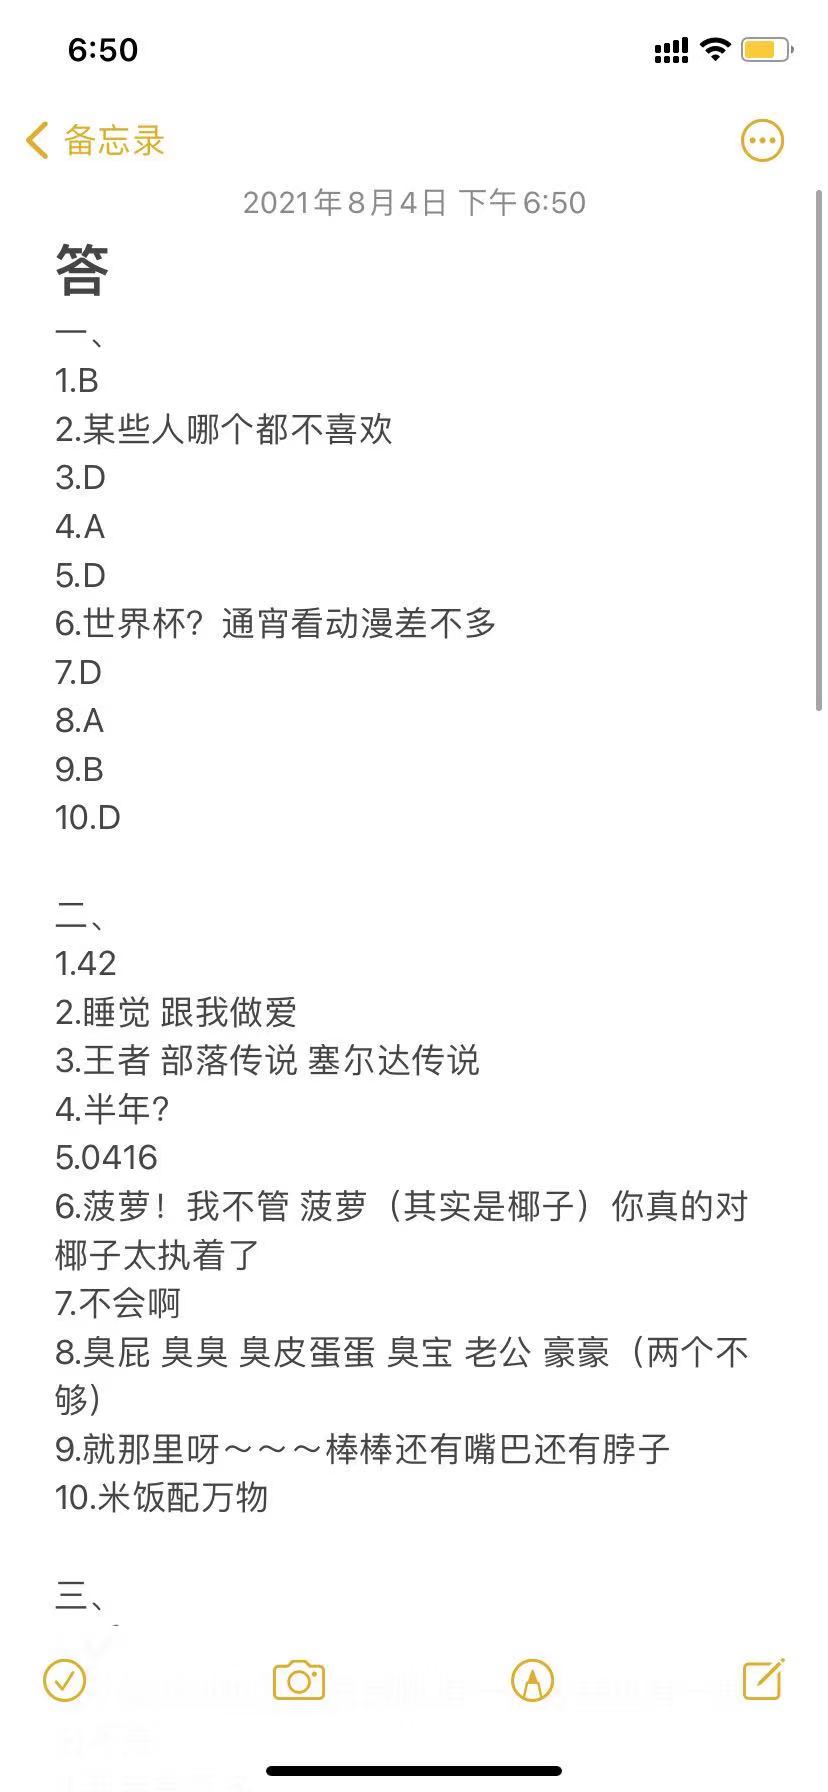 6:50
备忘录
2021年8月4日 下午6:50
答
一、
1.B
2.某些人哪个都不喜欢
3.D
4.A
5.D
6.世界杯？通宵看动漫差不多
7.D
8.A
9.B
10.D
二、
1.42
2.睡觉 跟我做爱
3.王者 部落传说 塞尔达传说
4.半年?
5.0416
6.菠萝！我不管 菠萝（其实是椰子）你真的对
椰子太执着了
7.不会啊
8.臭屁 臭臭 臭皮蛋蛋 臭宝 老公 豪豪（两个不
够）
9.就那里呀～～～棒棒还有嘴巴还有脖子
10.米饭配万物
三、